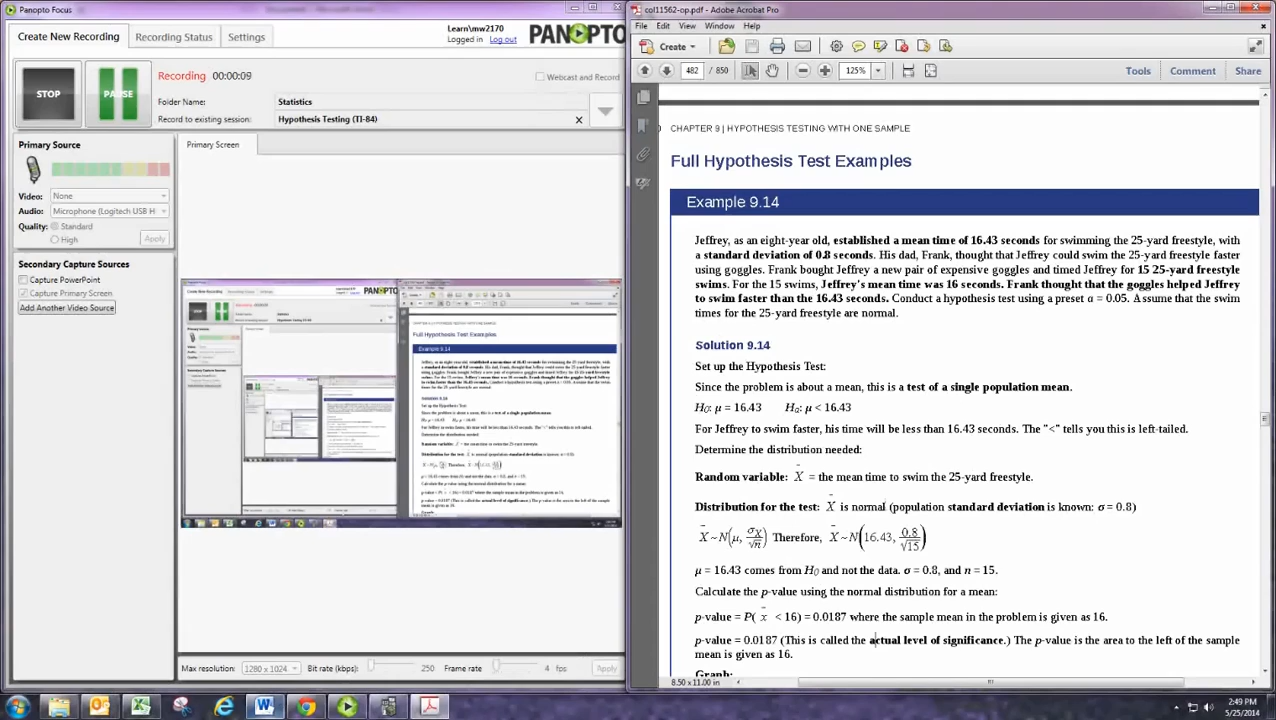 Panopto Focus
Create New Recording
Recording Status
Settings
Learn\mw2170
Logged in Log out
PANOPTO
STOP
PAUSE
Recording 00:00:09
Webcast and Record
Folder Name:
Statistics
Record to existing session:
Hypothesis Testing (TI-84)
Primary Source
Video: None
Audio: Microphone (Logitech USB H
Quality: Standard
High
Apply
Secondary Capture Sources
Capture PowerPoint
Capture Primary Screen
Add Another Video Source
Primary Screen
Max resolution: 1280 x 1024
Bit rate (kbps): 250
Frame rate 4 fps
Apply
col11562-op.pdf - Adobe Acrobat Pro
File Edit View Window Help
Create
482 / 850
125%
Tools Comment Share
CHAPTER 9 | HYPOTHESIS TESTING WITH ONE SAMPLE
Full Hypothesis Test Examples
Example 9.14
Jeffrey, as an eight-year old, established a mean time of 16.43 seconds for swimming the 25-yard freestyle, with
a standard deviation of 0.8 seconds. His dad, Frank, thought that Jeffrey could swim the 25-yard freestyle faster
using goggles. Frank bought Jeffrey a new pair of expensive goggles and timed Jeffrey for 15 25-yard freestyle
swims. For the 15 swims, Jeffrey's mean time was 16 seconds. Frank thought that the goggles helped Jeffrey
to swim faster than the 16.43 seconds. Conduct a hypothesis test using a preset α = 0.05. Assume that the swim
times for the 25-yard freestyle are normal.
Solution 9.14
Set up the Hypothesis Test:
Since the problem is about a mean, this is a test of a single population mean.
H0: μ = 16.43 Ha: μ < 16.43
For Jeffrey to swim faster, his time will be less than 16.43 seconds. The "<" tells you this is left-tailed.
Determine the distribution needed:
Random variable: X̄ = the mean time to swim the 25-yard freestyle.
Distribution for the test: X̄ is normal (population standard deviation is known: σ = 0.8)
X̄ ~ N(μ, σX/√n) Therefore, X̄ ~ N(16.43, 0.8/√15)
μ = 16.43 comes from H0 and not the data. σ = 0.8, and n = 15.
Calculate the p-value using the normal distribution for a mean:
p-value = P( x̄ < 16) = 0.0187 where the sample mean in the problem is given as 16.
p-value = 0.0187 (This is called the actual level of significance.) The p-value is the area to the left of the sample
mean is given as 16.
Graph:
8.50 x 11.00 in
2:49 PM
5/25/2014